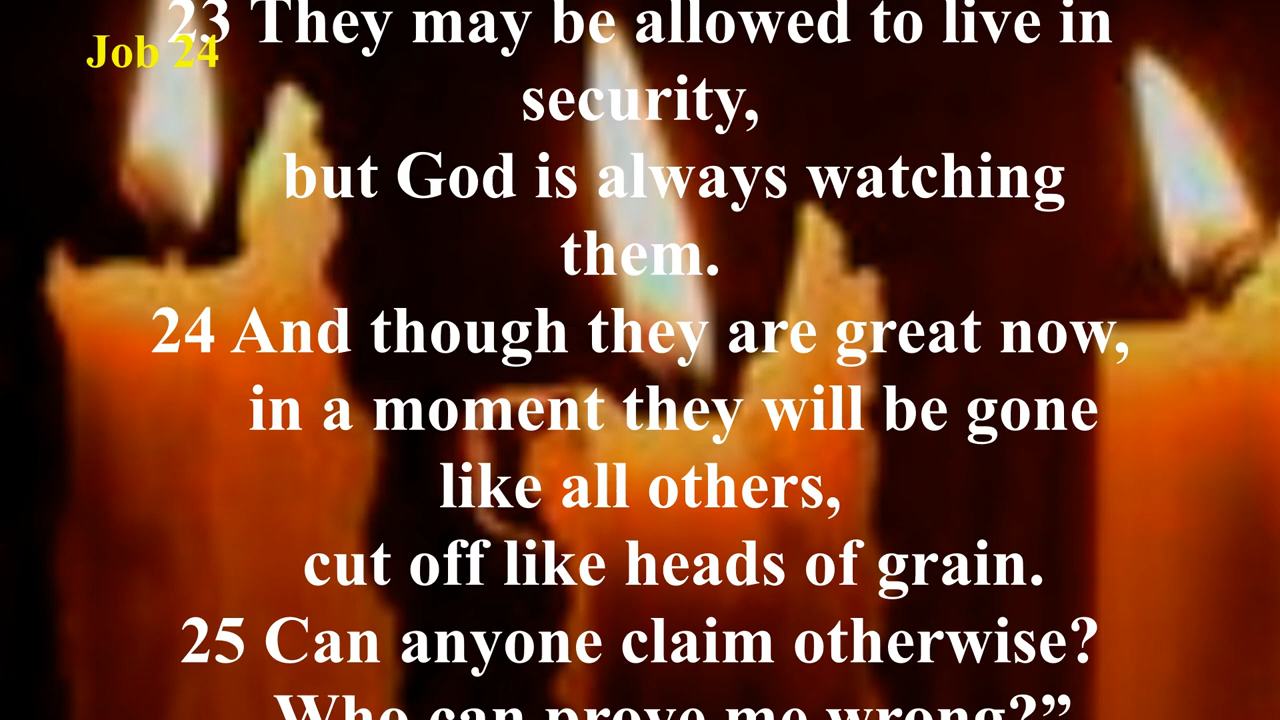 23 They may be allowed to live in
Job 24
security,
but God is always watching
them.
24 And though they are great now,
in a moment they will be gone
like all others,
cut off like heads of grain.
25 Can anyone claim otherwise?
Who can prove me wrong?”